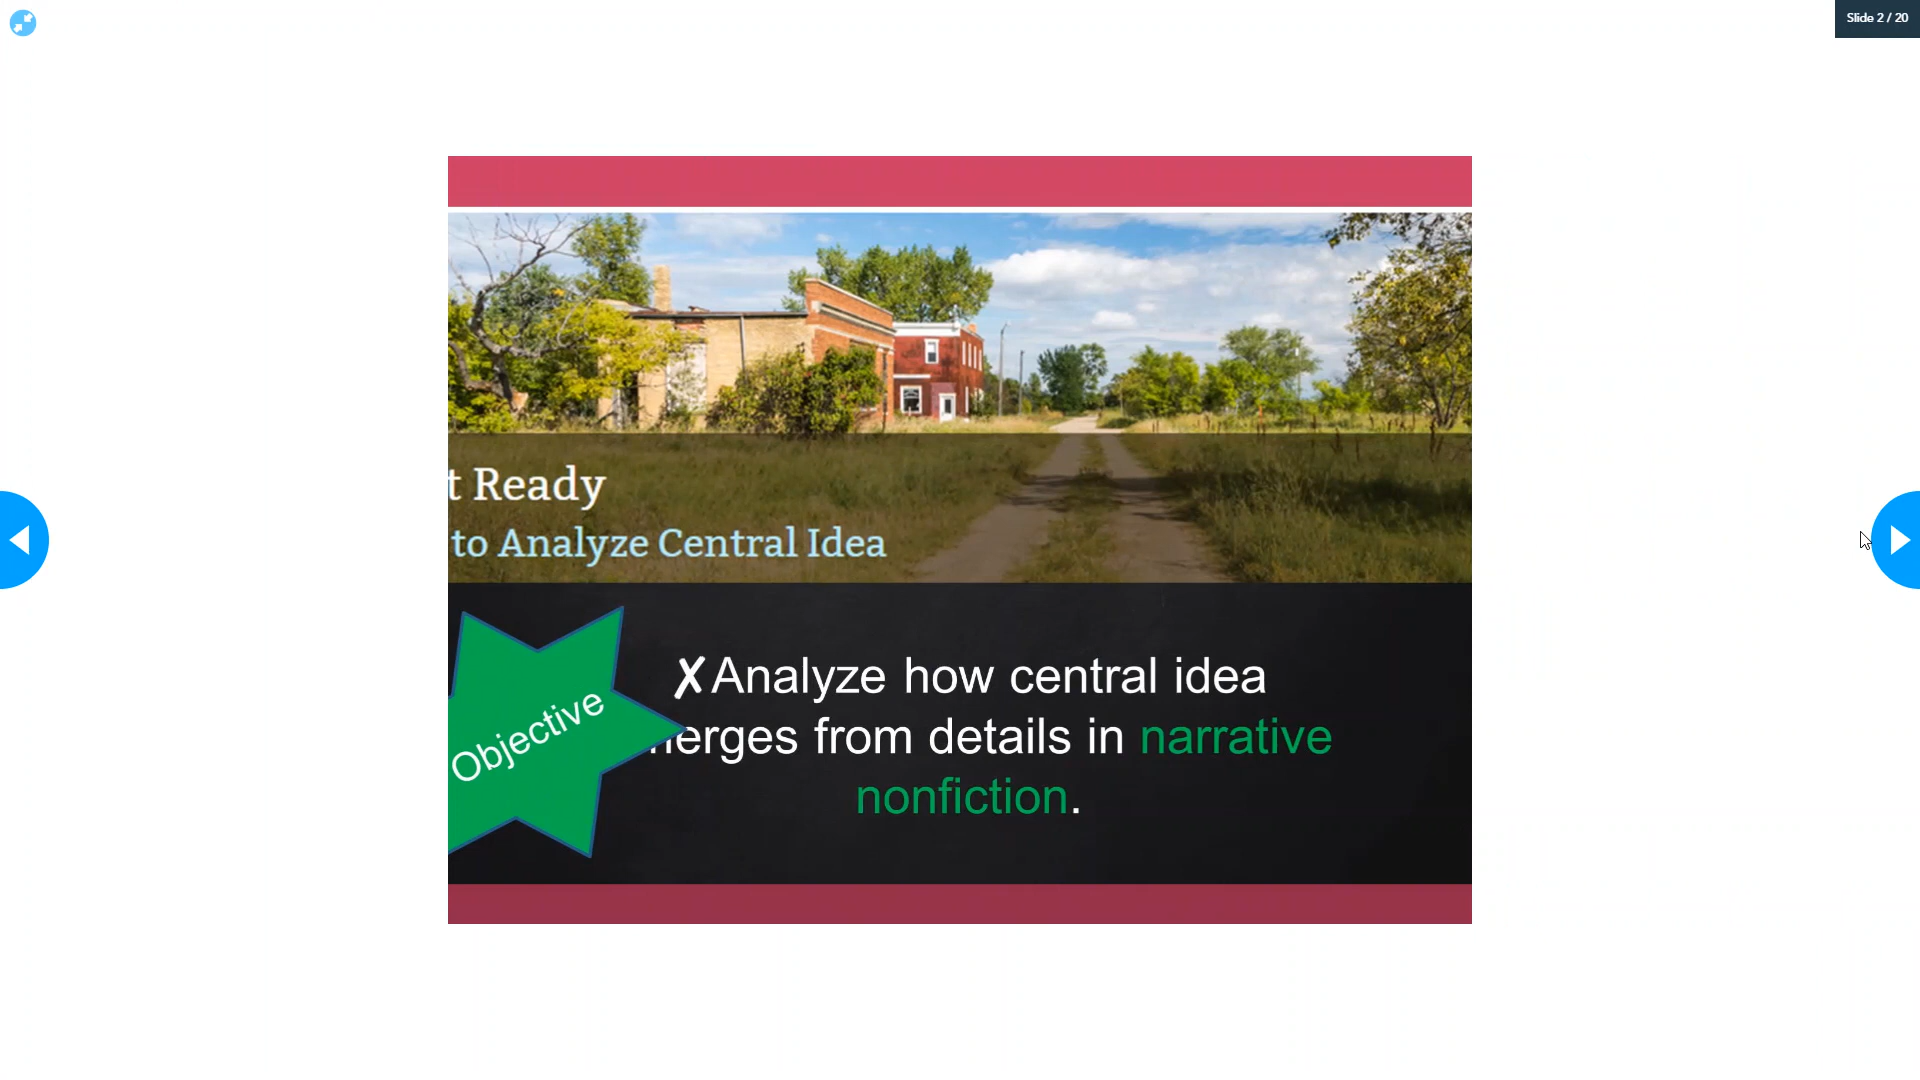 Slide 2 / 20
t Ready
to Analyze Central Idea
Objective
✗Analyze how central idea
erges from details in narrative
nonfiction.